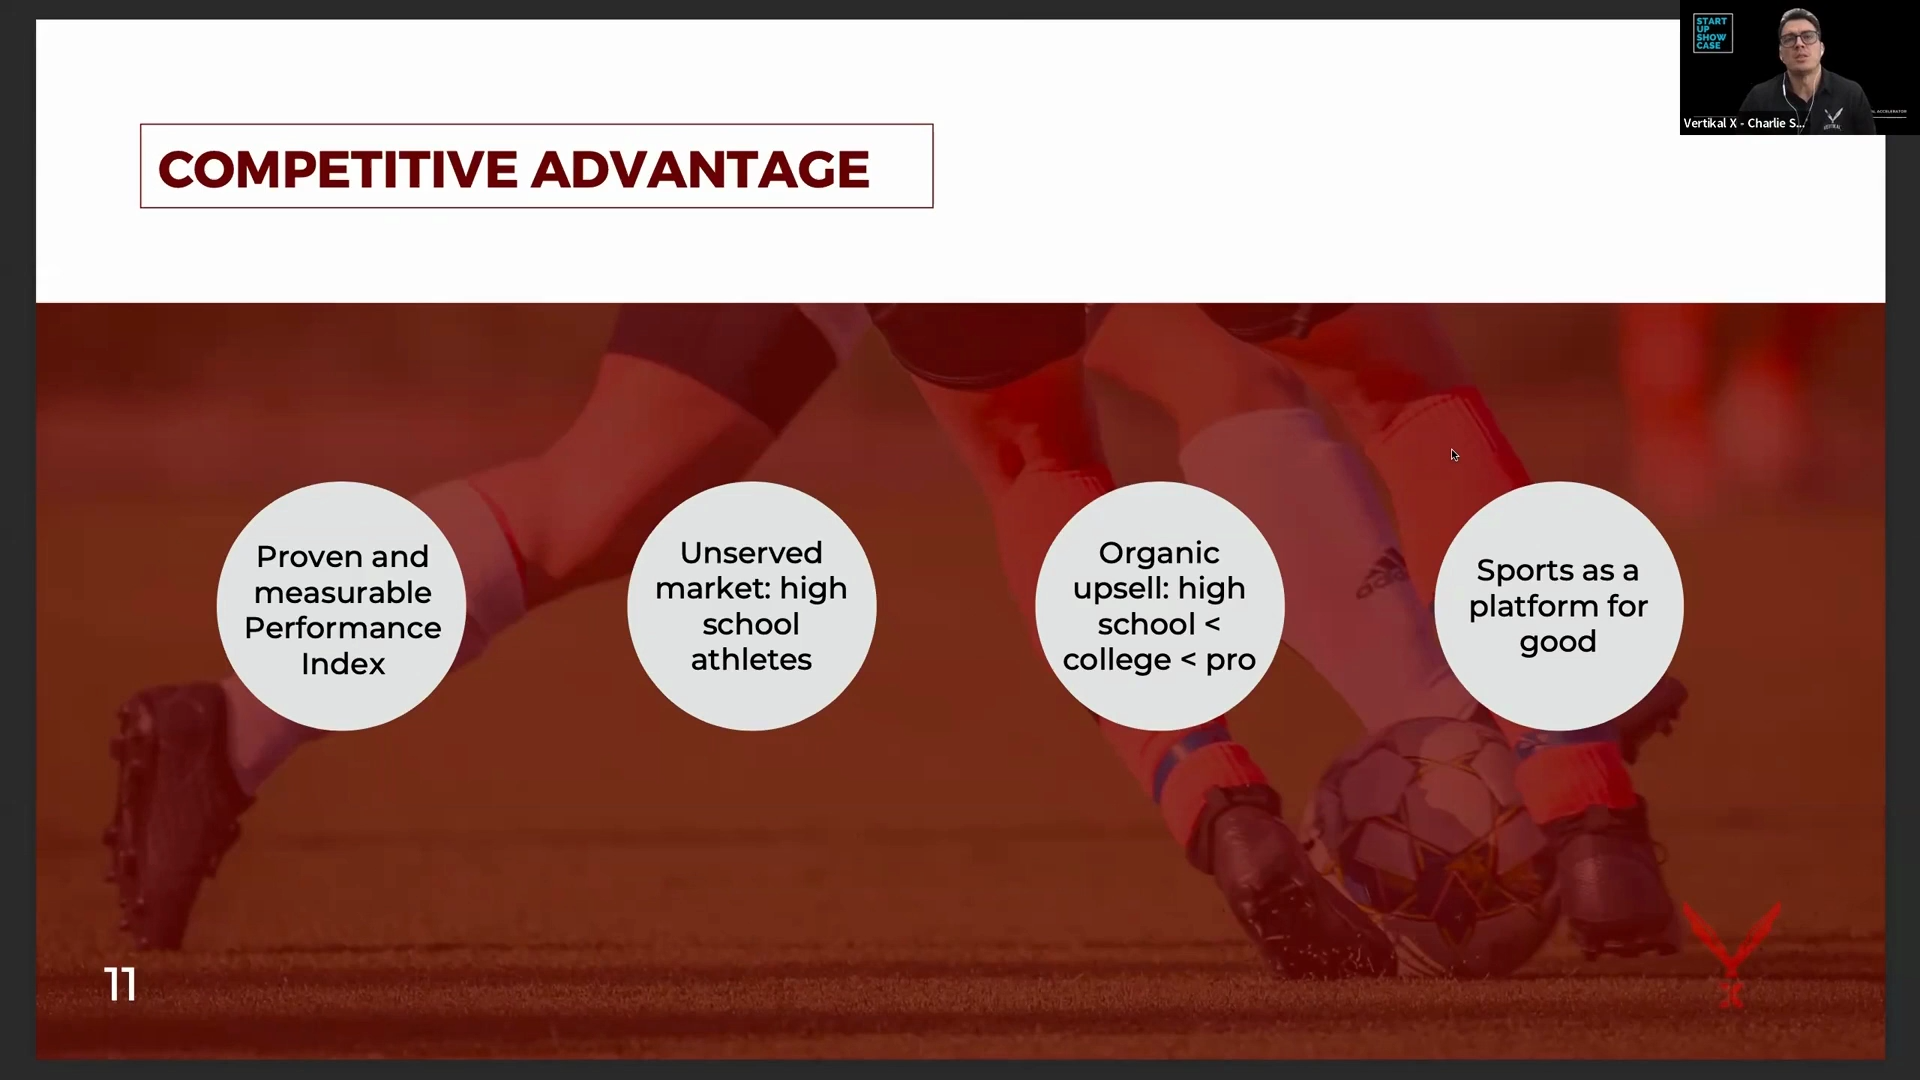 COMPETITIVE ADVANTAGE
START
UP
SHOW
CASE
Vertikal X - Charlie S...
Proven and
measurable
Performance
Index
Unserved
market: high
school
athletes
Organic
upsell: high
school <
college < pro
Sports as a
platform for
good
11
X